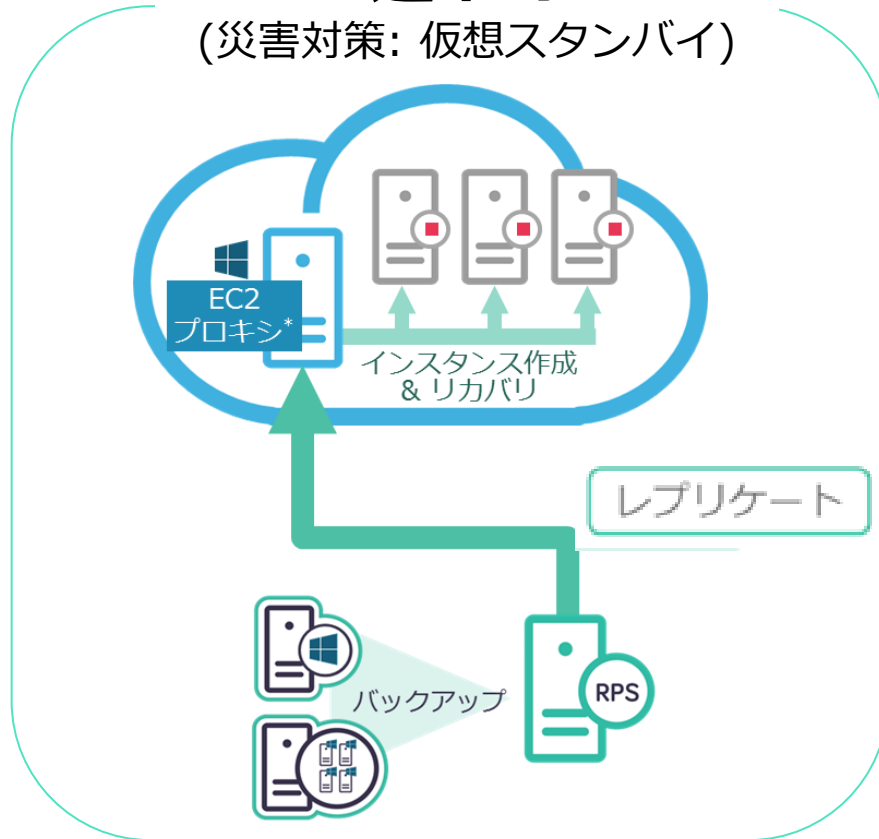 (災害対策: 仮想スタンバイ)
EC2
プロキシ*
インスタンス作成
& リカバリ
レプリケート
バックアップ
RPS